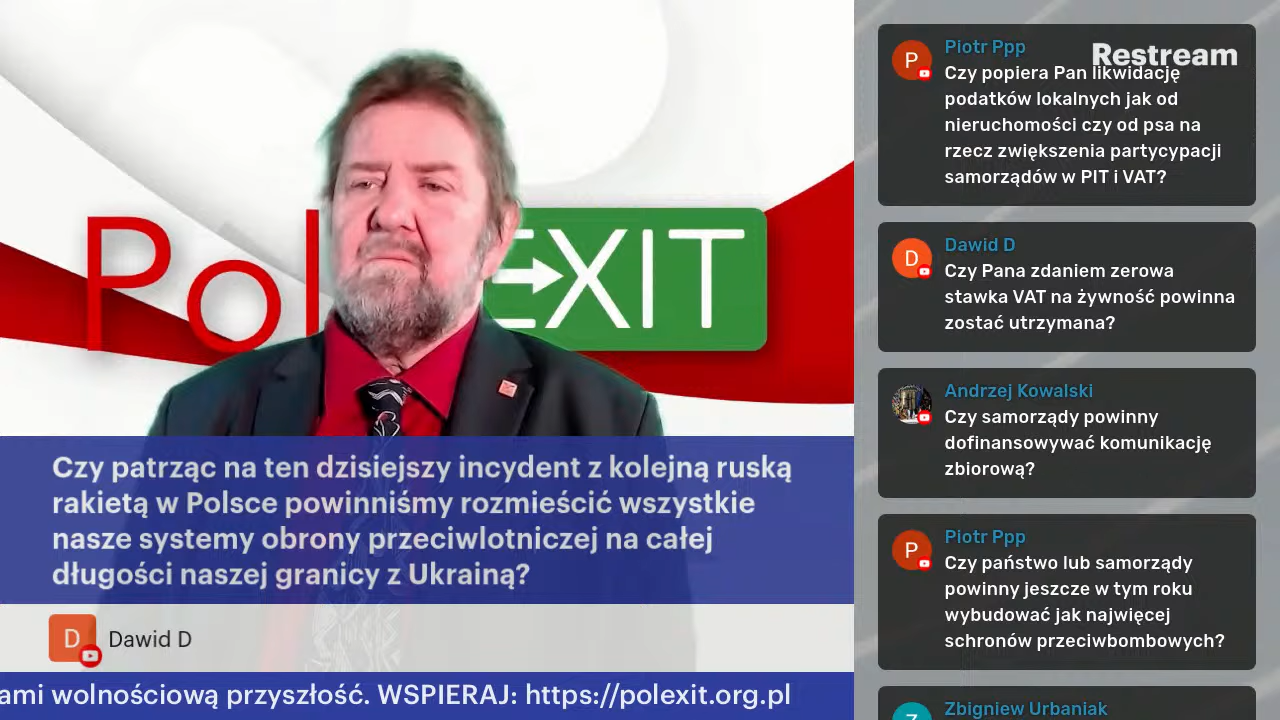 PolEXIT
Czy patrząc na ten dzisiejszy incydent z kolejną ruską
rakietą w Polsce powinniśmy rozmieścić wszystkie
nasze systemy obrony przeciwlotniczej na całej
długości naszej granicy z Ukrainą?
D
Dawid D
ami wolnościową przyszłość. WSPIERAJ: https://polexit.org.pl
Restream
P
Piotr Ppp
Czy popiera Pan likwidację
podatków lokalnych jak od
nieruchomości czy od psa na
rzecz zwiększenia partycypacji
samorządów w PIT i VAT?
D
Dawid D
Czy Pana zdaniem zerowa
stawka VAT na żywność powinna
zostać utrzymana?
Andrzej Kowalski
Czy samorządy powinny
dofinansowywać komunikację
zbiorową?
P
Piotr Ppp
Czy państwo lub samorządy
powinny jeszcze w tym roku
wybudować jak najwięcej
schronów przeciwbombowych?
Z
Zbigniew Urbaniak